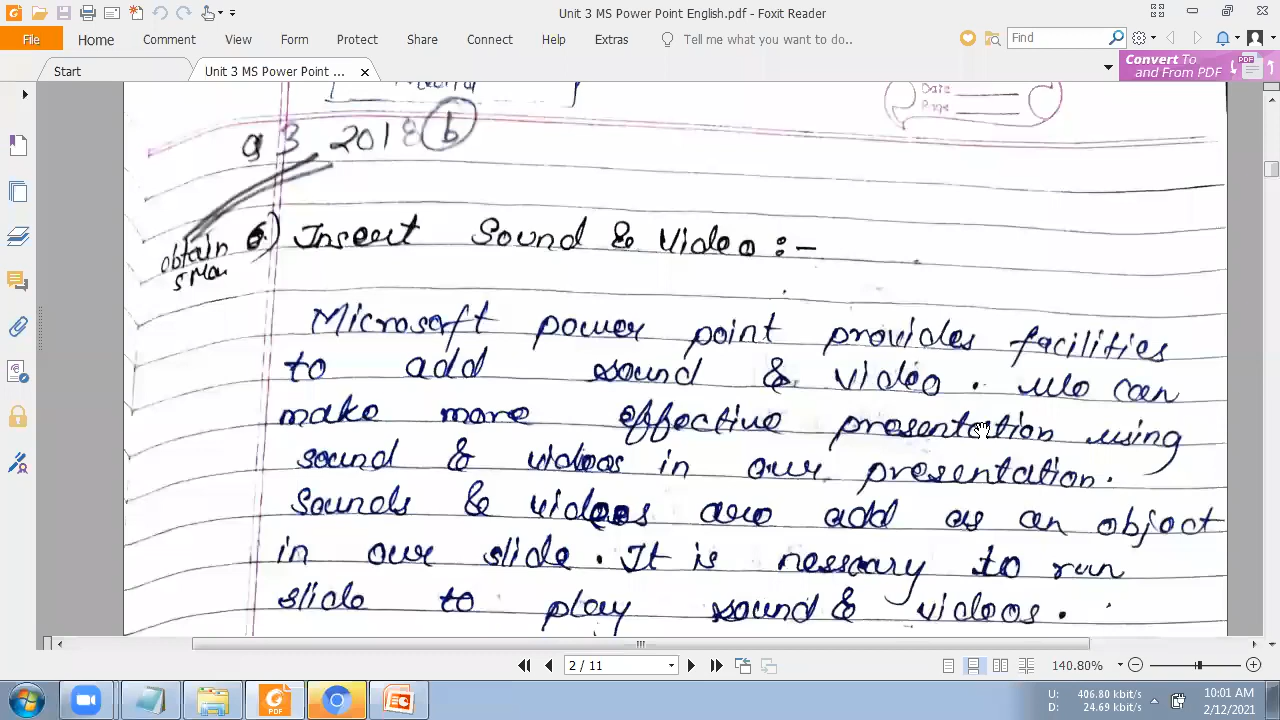 Unit 3 MS Power Point English.pdf - Foxit Reader
File Home Comment View Form Protect Share Connect Help Extras Tell me what you want to do.. Find
Start Unit 3 MS Power Point ... × Convert To
and From PDF
PDF
Date
Page
q 3 2018 (b)
obtain 6.) Insert Sound & Video :-
Microsoft power point provides facilities
to add sound & video . We can
make more effective presentation using
sound & videos in our presentation.
Sounds & videos are add as an object
in our slide . It is nessary to run
slide to play sound & videos .
2 / 11 140.80%
U: 406.80 kbit/s
D: 24.69 kbit/s
10:01 AM
2/12/2021
PDF